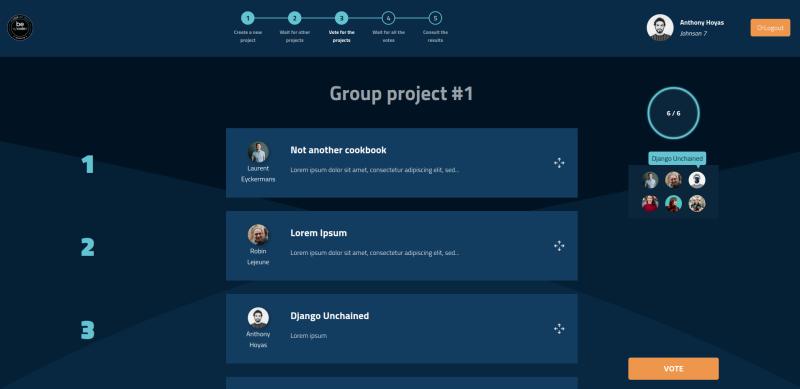 be
1
2
3
4
5
Create a new
project
Wait for other
projects
Vote for the
projects
Wait for all the
votes
Consult the
results
Anthony Hoyas
Johnson 7
Logout
Group project #1
6 / 6
Django Unchained
1
Laurent
Eyckermans
Not another cookbook
Lorem ipsum dolor sit amet, consectetur adipiscing elit, sed...
2
Robin
Lejeune
Lorem Ipsum
Lorem ipsum dolor sit amet, consectetur adipiscing elit, sed...
3
Anthony
Hoyas
Django Unchained
Lorem ipsum
VOTE